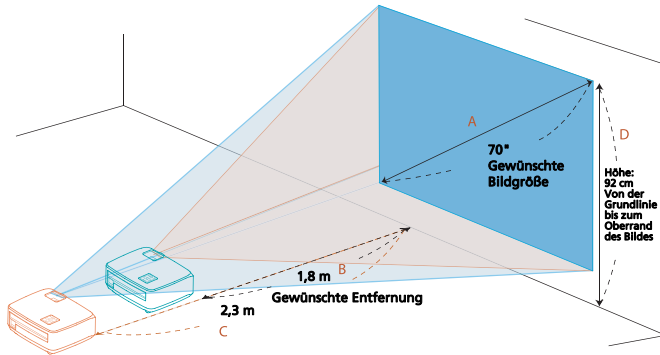 A
70"
Gewünschte
Bildgröße
D
Höhe:
92 cm
Von der
Grundlinie
bis zum
Oberrand
des Bildes
B
1,8 m
Gewünschte Entfernung
2,3 m
C